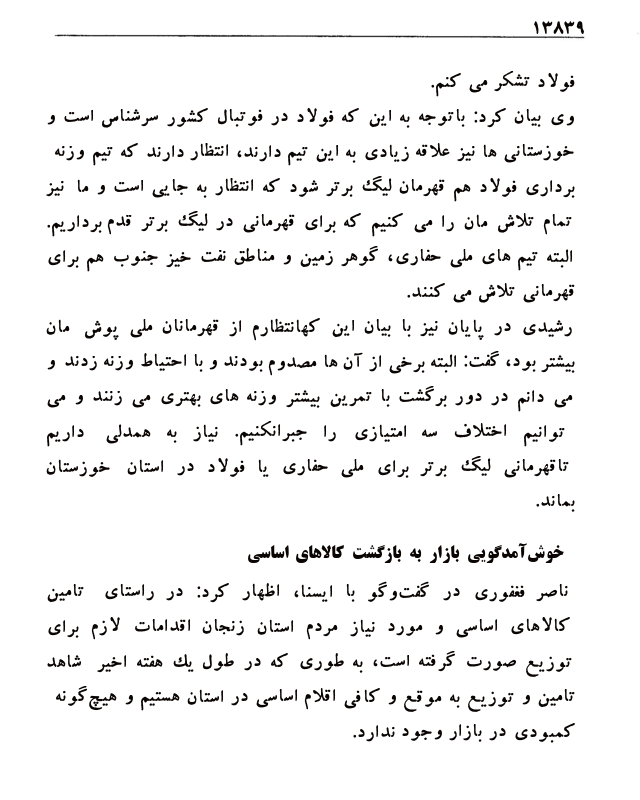 ۱۳۸۳۹
فولاد تشکر می کنم.
وی بیان کرد: باتوجه به این که فولاد در فوتبال کشور سرشناس است و
خوزستانی ها نیز علاقه زیادی به این تیم دارند، انتظار دارند که تیم وزنه
برداری فولاد هم قهرمان لیگ برتر شود که انتظار به جایی است و ما نیز
تمام تلاش مان را می کنیم که برای قهرمانی در لیگ برتر قدم برداریم.
البته تیم های ملی حفاری، گوهر زمین و مناطق نفت خیز جنوب هم برای
قهرمانی تلاش می کنند.
رشیدی در پایان نیز با بیان این کهانتظارم از قهرمانان ملی پوش مان
بیشتر بود، گفت: البته برخی از آن ها مصدوم بودند و با احتیاط وزنه زدند و
می دانم در دور برگشت با تمرین بیشتر وزنه های بهتری می زنند و می
توانیم اختلاف سه امتیازی را جبرانکنیم. نیاز به همدلی داریم
تاقهرمانی لیگ برتر برای ملی حفاری یا فولاد در استان خوزستان
بماند.
خوش‌آمدگویی بازار به بازگشت کالاهای اساسی
ناصر فغفوری در گفت‌وگو با ایسنا، اظهار کرد: در راستای تامین
کالاهای اساسی و مورد نیاز مردم استان زنجان اقدامات لازم برای
توزیع صورت گرفته است، به طوری که در طول یک هفته اخیر شاهد
تامین و توزیع به موقع و کافی اقلام اساسی در استان هستیم و هیچ‌گونه
کمبودی در بازار وجود ندارد.